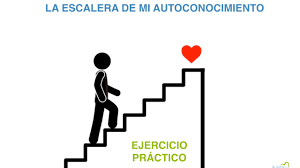 LA ESCALERA DE MI AUTOCONOCIMIENTO
EJERCICIO
PRÁCTICO